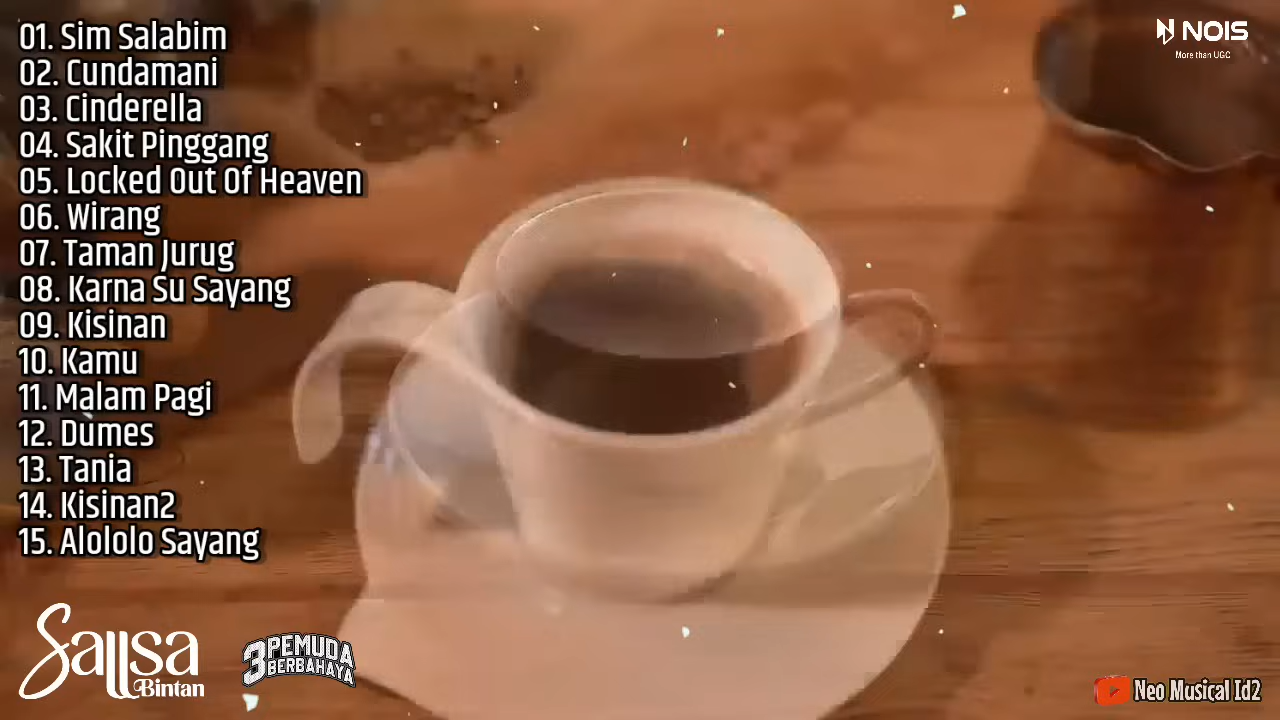 01. Sim Salabim
02. Cundamani
03. Cinderella
04. Sakit Pinggang
05. Locked Out Of Heaven
06. Wirang
07. Taman Jurug
08. Karna Su Sayang
09. Kisinan
10. Kamu
11. Malam Pagi
12. Dumes
13. Tania
14. Kisinan2
15. Alololo Sayang
NOIS
More than UGC
Sallsa
Bintan
3 PEMUDA
BERBAHAYA
Neo Musical Id2